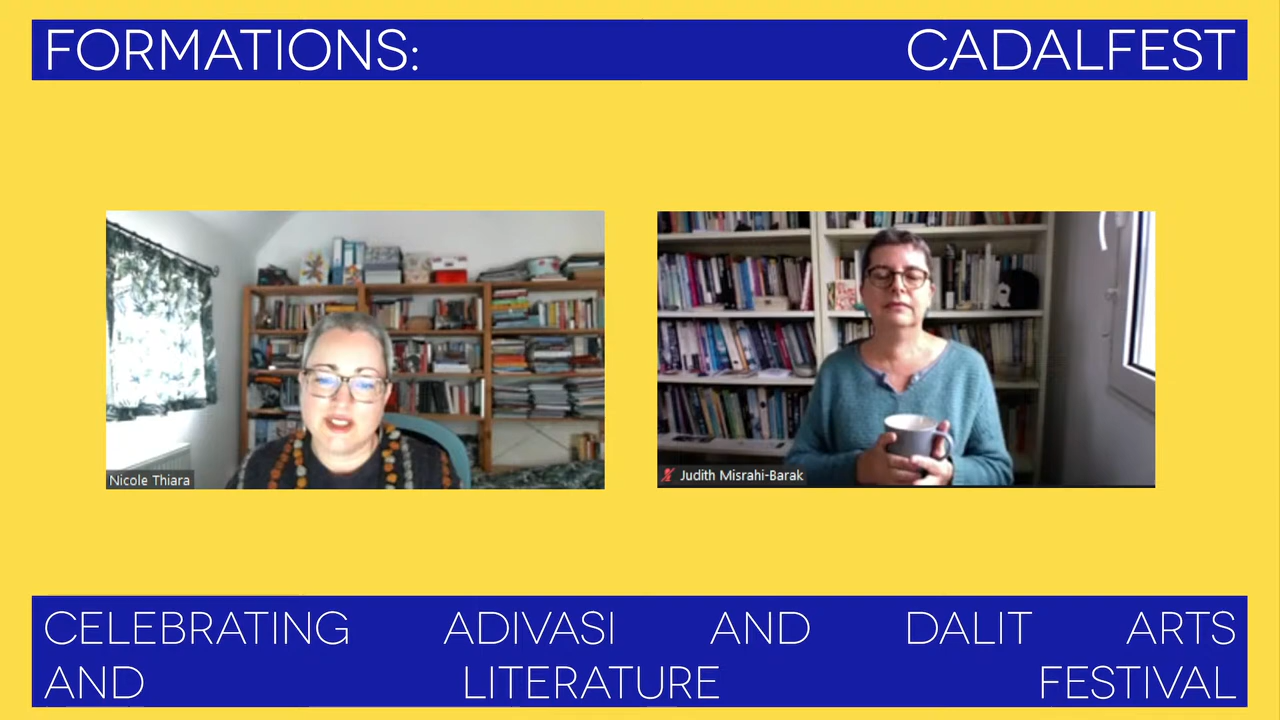 FORMATIONS: CADALFEST
Nicole Thiara
Judith Misrahi-Barak
CELEBRATING ADIVASI AND DALIT ARTS
AND LITERATURE FESTIVAL